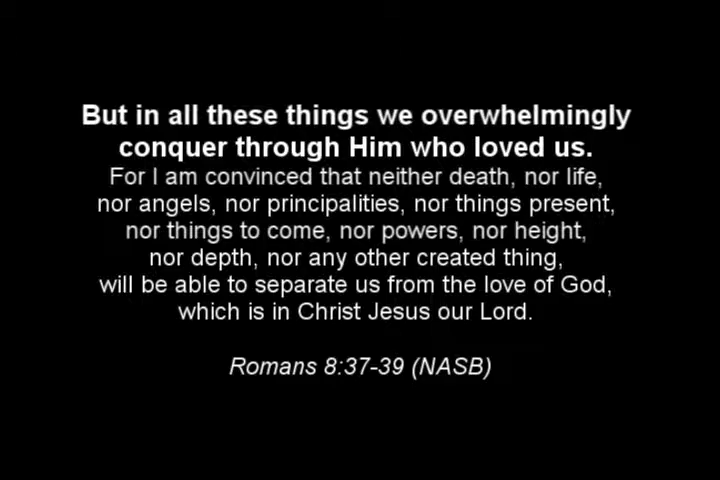 But in all these things we overwhelmingly
conquer through Him who loved us.
For I am convinced that neither death, nor life,
nor angels, nor principalities, nor things present,
nor things to come, nor powers, nor height,
nor depth, nor any other created thing,
will be able to separate us from the love of God,
which is in Christ Jesus our Lord.
Romans 8:37-39 (NASB)